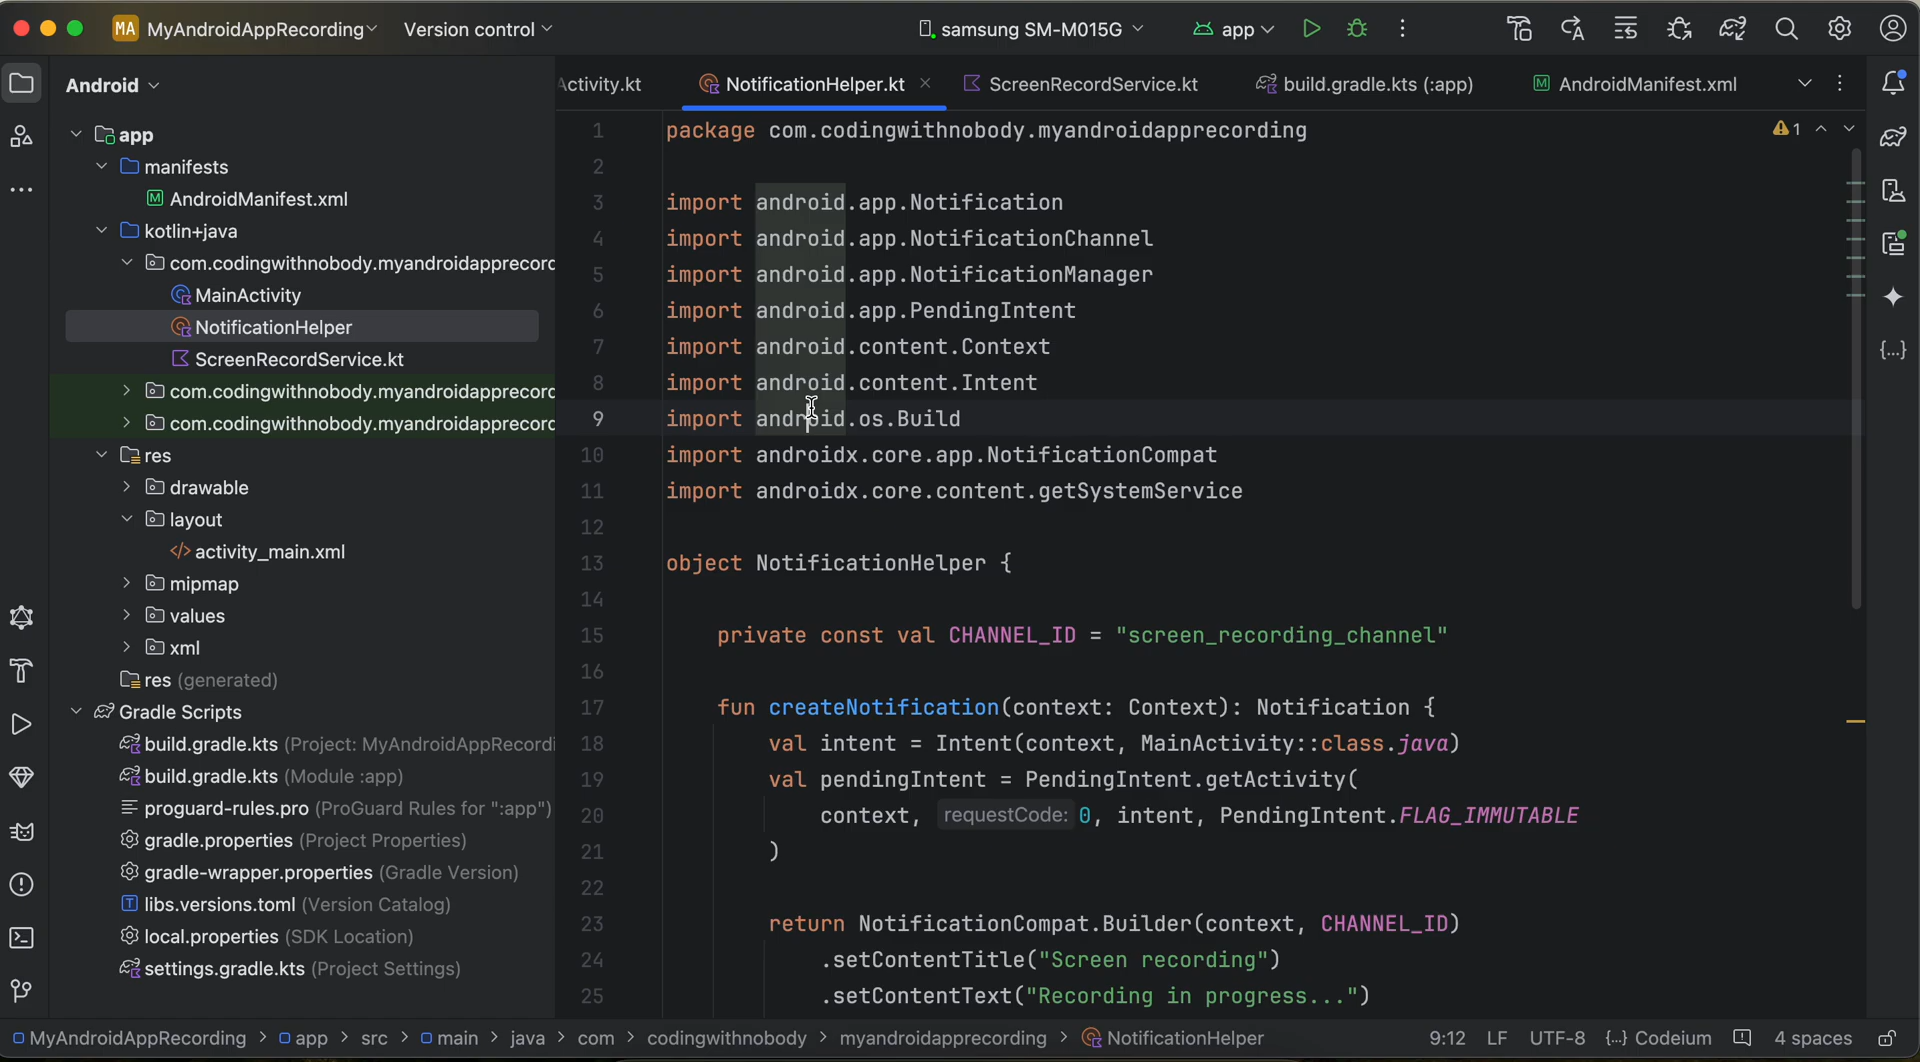 MA MyAndroidAppRecording Version control samsung SM-M015G app
Android
Activity.kt NotificationHelper.kt ScreenRecordService.kt build.gradle.kts (:app) AndroidManifest.xml
app
manifests
AndroidManifest.xml
kotlin+java
com.codingwithnobody.myandroidapprecord
MainActivity
NotificationHelper
ScreenRecordService.kt
com.codingwithnobody.myandroidapprecord
com.codingwithnobody.myandroidapprecord
res
drawable
layout
activity_main.xml
mipmap
values
xml
res (generated)
Gradle Scripts
build.gradle.kts (Project: MyAndroidAppRecordi
build.gradle.kts (Module :app)
proguard-rules.pro (ProGuard Rules for ":app")
gradle.properties (Project Properties)
gradle-wrapper.properties (Gradle Version)
libs.versions.toml (Version Catalog)
local.properties (SDK Location)
settings.gradle.kts (Project Settings)
1 package com.codingwithnobody.myandroidapprecording 1
2
3 import android.app.Notification
4 import android.app.NotificationChannel
5 import android.app.NotificationManager
6 import android.app.PendingIntent
7 import android.content.Context
8 import android.content.Intent
9 import android.os.Build
10 import androidx.core.app.NotificationCompat
11 import androidx.core.content.getSystemService
12
13 object NotificationHelper {
14
15 private const val CHANNEL_ID = "screen_recording_channel"
16
17 fun createNotification(context: Context): Notification {
18 val intent = Intent(context, MainActivity::class.java)
19 val pendingIntent = PendingIntent.getActivity(
20 context, requestCode: 0, intent, PendingIntent.FLAG_IMMUTABLE
21 )
22
23 return NotificationCompat.Builder(context, CHANNEL_ID)
24 .setContentTitle("Screen recording")
25 .setContentText("Recording in progress...")
MyAndroidAppRecording > app > src > main > java > com > codingwithnobody > myandroidapprecording > NotificationHelper 9:12 LF UTF-8 {...} Codeium 4 spaces